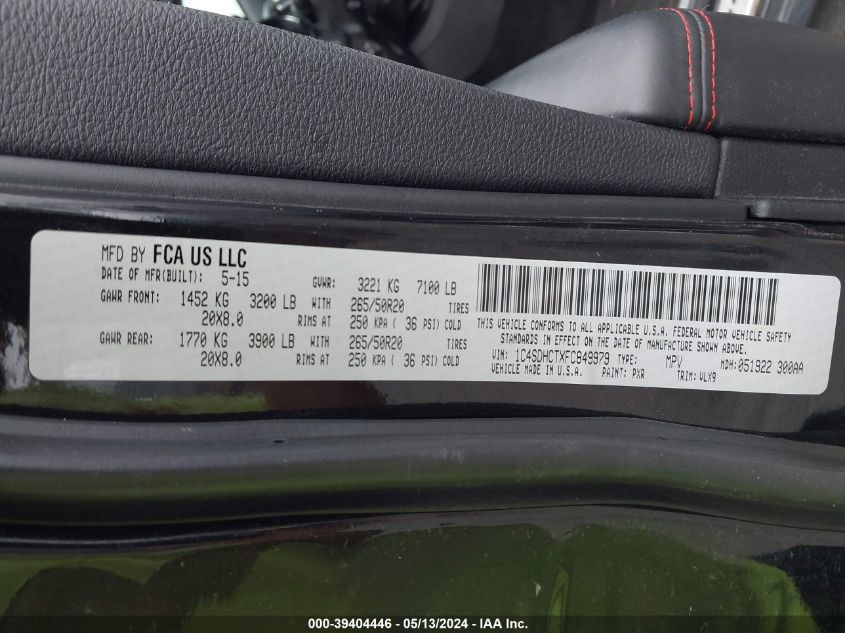 MFD BY FCA US LLC
DATE OF MFR(BUILT): 5-15 GVWR: 3221 KG 7100 LB
GAWR FRONT: 1452 KG 3200 LB WITH 265/50R20 TIRES
20X8.0 RIMS AT 250 KPA ( 36 PSI) COLD
GAWR REAR: 1770 KG 3900 LB WITH 265/50R20 TIRES
20X8.0 RIMS AT 250 KPA ( 36 PSI) COLD
THIS VEHICLE CONFORMS TO ALL APPLICABLE U.S.A. FEDERAL MOTOR VEHICLE SAFETY
STANDARDS IN EFFECT ON THE DATE OF MANUFACTURE SHOWN ABOVE.
VIN: 1C4SDHCTXFC849979 TYPE: MPV MDH: 051922 300AA
VEHICLE MADE IN U.S.A. PAINT: PXR TRIM: VLX9
000-39404446 - 05/13/2024 - IAA Inc.